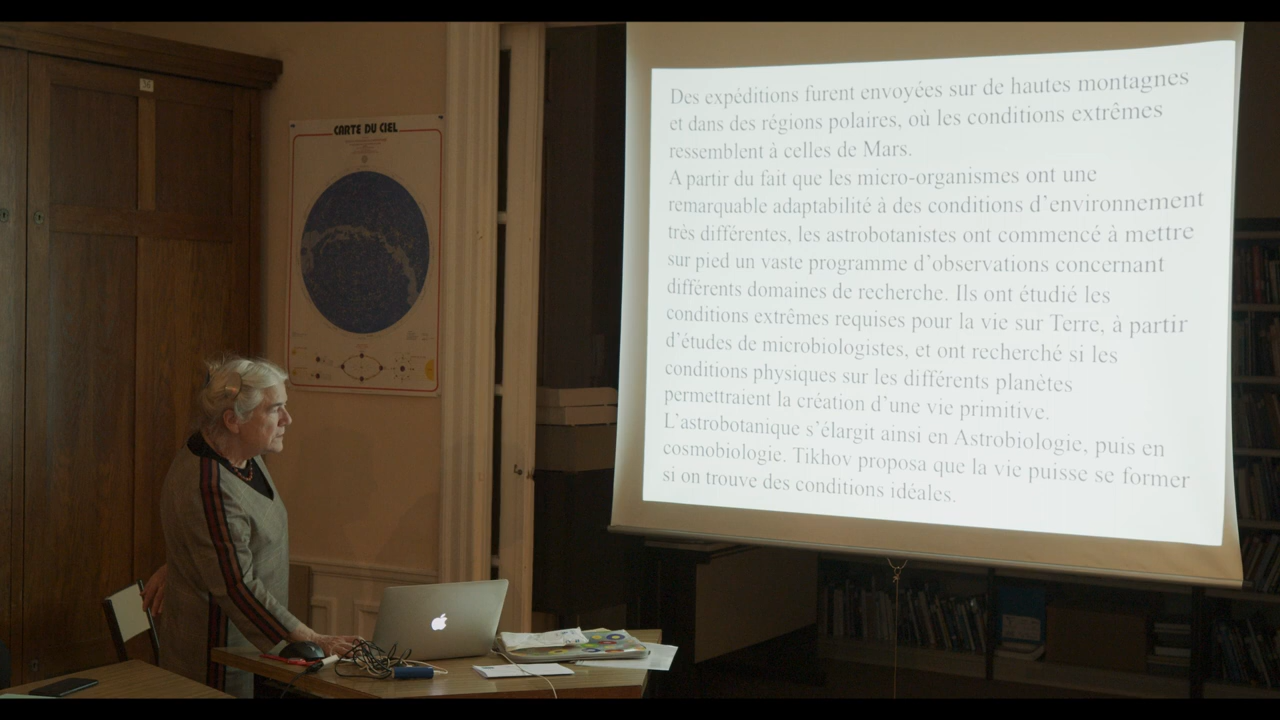 36
CARTE DU CIEL
Des expéditions furent envoyées sur de hautes montagnes
et dans des régions polaires, où les conditions extrêmes
ressemblent à celles de Mars.
A partir du fait que les micro-organismes ont une
remarquable adaptabilité à des conditions d'environnement
très différentes, les astrobotanistes ont commencé à mettre
sur pied un vaste programme d'observations concernant
différents domaines de recherche. Ils ont étudié les
conditions extrêmes requises pour la vie sur Terre, à partir
d'études de microbiologistes, et ont recherché si les
conditions physiques sur les différents planètes
permettraient la création d'une vie primitive.
L'astrobotanique s'élargit ainsi en Astrobiologie, puis en
cosmobiologie. Tikhov proposa que la vie puisse se former
si on trouve des conditions idéales.